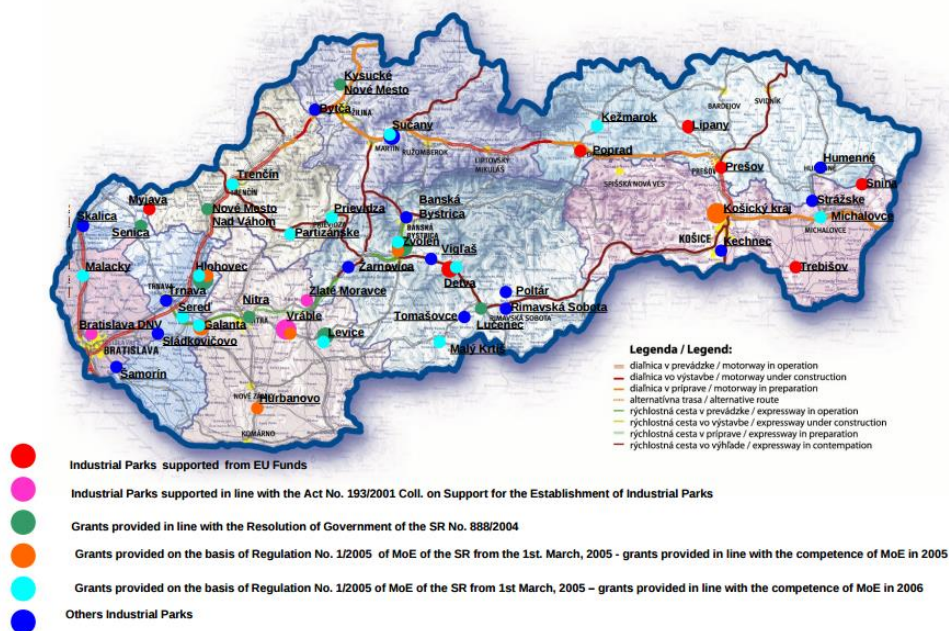 Kysucké
Nové Mesto
Bytča
ŽILINA
Sučany
MARTIN
RUŽOMBEROK
LIPTOVSKÝ
MIKULÁŠ
Kežmarok
Poprad
SPIŠSKÁ NOVÁ VES
BARDEJOV
SVIDNÍK
Lipany
Prešov
PREŠOV
Humenné
Snina
Strážske
Michalovce
MICHALOVCE
Košický kraj
KOŠICE
Kechnec
Trebišov
Trenčín
TRENČÍN
Myjava
Skalica
Senica
Nové Mesto
Nad Váhom
Prievidza
PRIEVIDZA
Partizánske
Banská
Bystrica
BANSKÁ
BYSTRICA
Zvolen
Vígľaš
Detva
Malacky
Hlohovec
TRNAVA
Trnava
Žarnovica
Zlaté Moravce
Sereď
Nitra
NITRA
Vráble
Levice
Poltár
Rimavská Sobota
RIMAVSKÁ SOBOTA
Tomašovce
Lučenec
Malý Krtíš
Bratislava DNV
BRATISLAVA
Galanta
Sládkovičovo
Šamorín
Hurbanovo
KOMÁRNO
Legenda / Legend:
diaľnica v prevádzke / motorway in operation
diaľnica vo výstavbe / motorway under construction
diaľnica v príprave / motorway in preparation
alternatívna trasa / alternative route
rýchlostná cesta v prevádzke / expressway in operation
rýchlostná cesta vo výstavbe / expressway under construction
rýchlostná cesta v príprave / expressway in preparation
rýchlostná cesta vo výhľade / expressway in contempation
Industrial Parks supported from EU Funds
Industrial Parks supported in line with the Act No. 193/2001 Coll. on Support for the Establishment of Industrial Parks
Grants provided in line with the Resolution of Government of the SR No. 888/2004
Grants provided on the basis of Regulation No. 1/2005 of MoE of the SR from the 1st. March, 2005 - grants provided in line with the competence of MoE in 2005
Grants provided on the basis of Regulation No. 1/2005 of MoE of the SR from 1st March, 2005 – grants provided in line with the competence of MoE in 2006
Others Industrial Parks